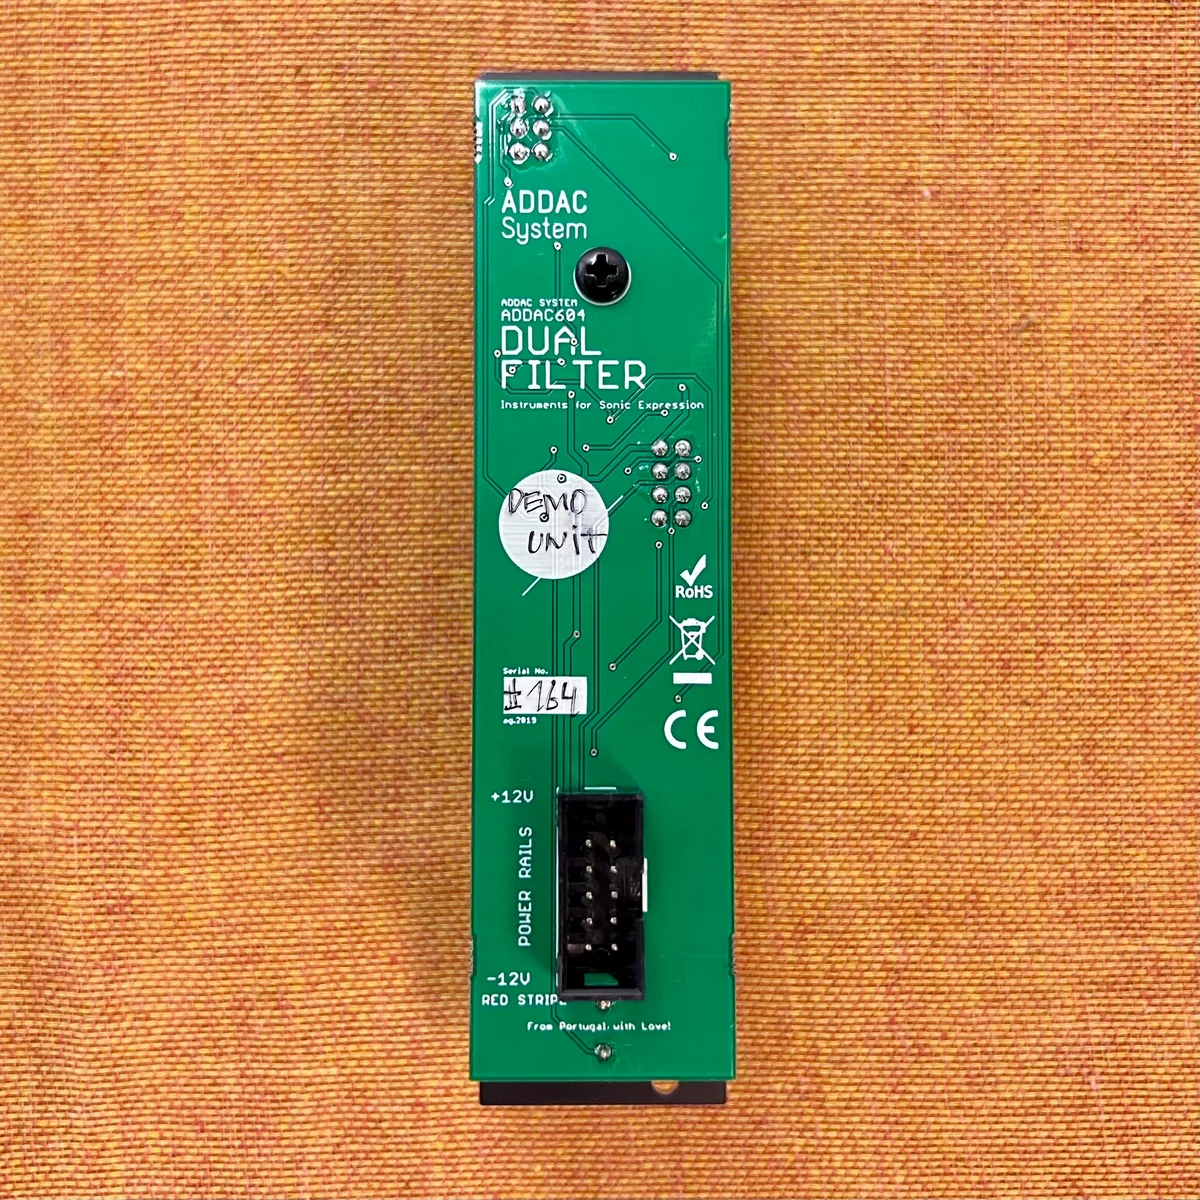 ADDAC
System
ADDAC SYSTEM
ADDAC604
DUAL
FILTER
Instruments for Sonic Expression
DEMO
UNIT
RoHS
Serial No.
#164
ag.2019
CE
+12V
POWER RAILS
-12V
RED STRIPE
From Portugal with Love!